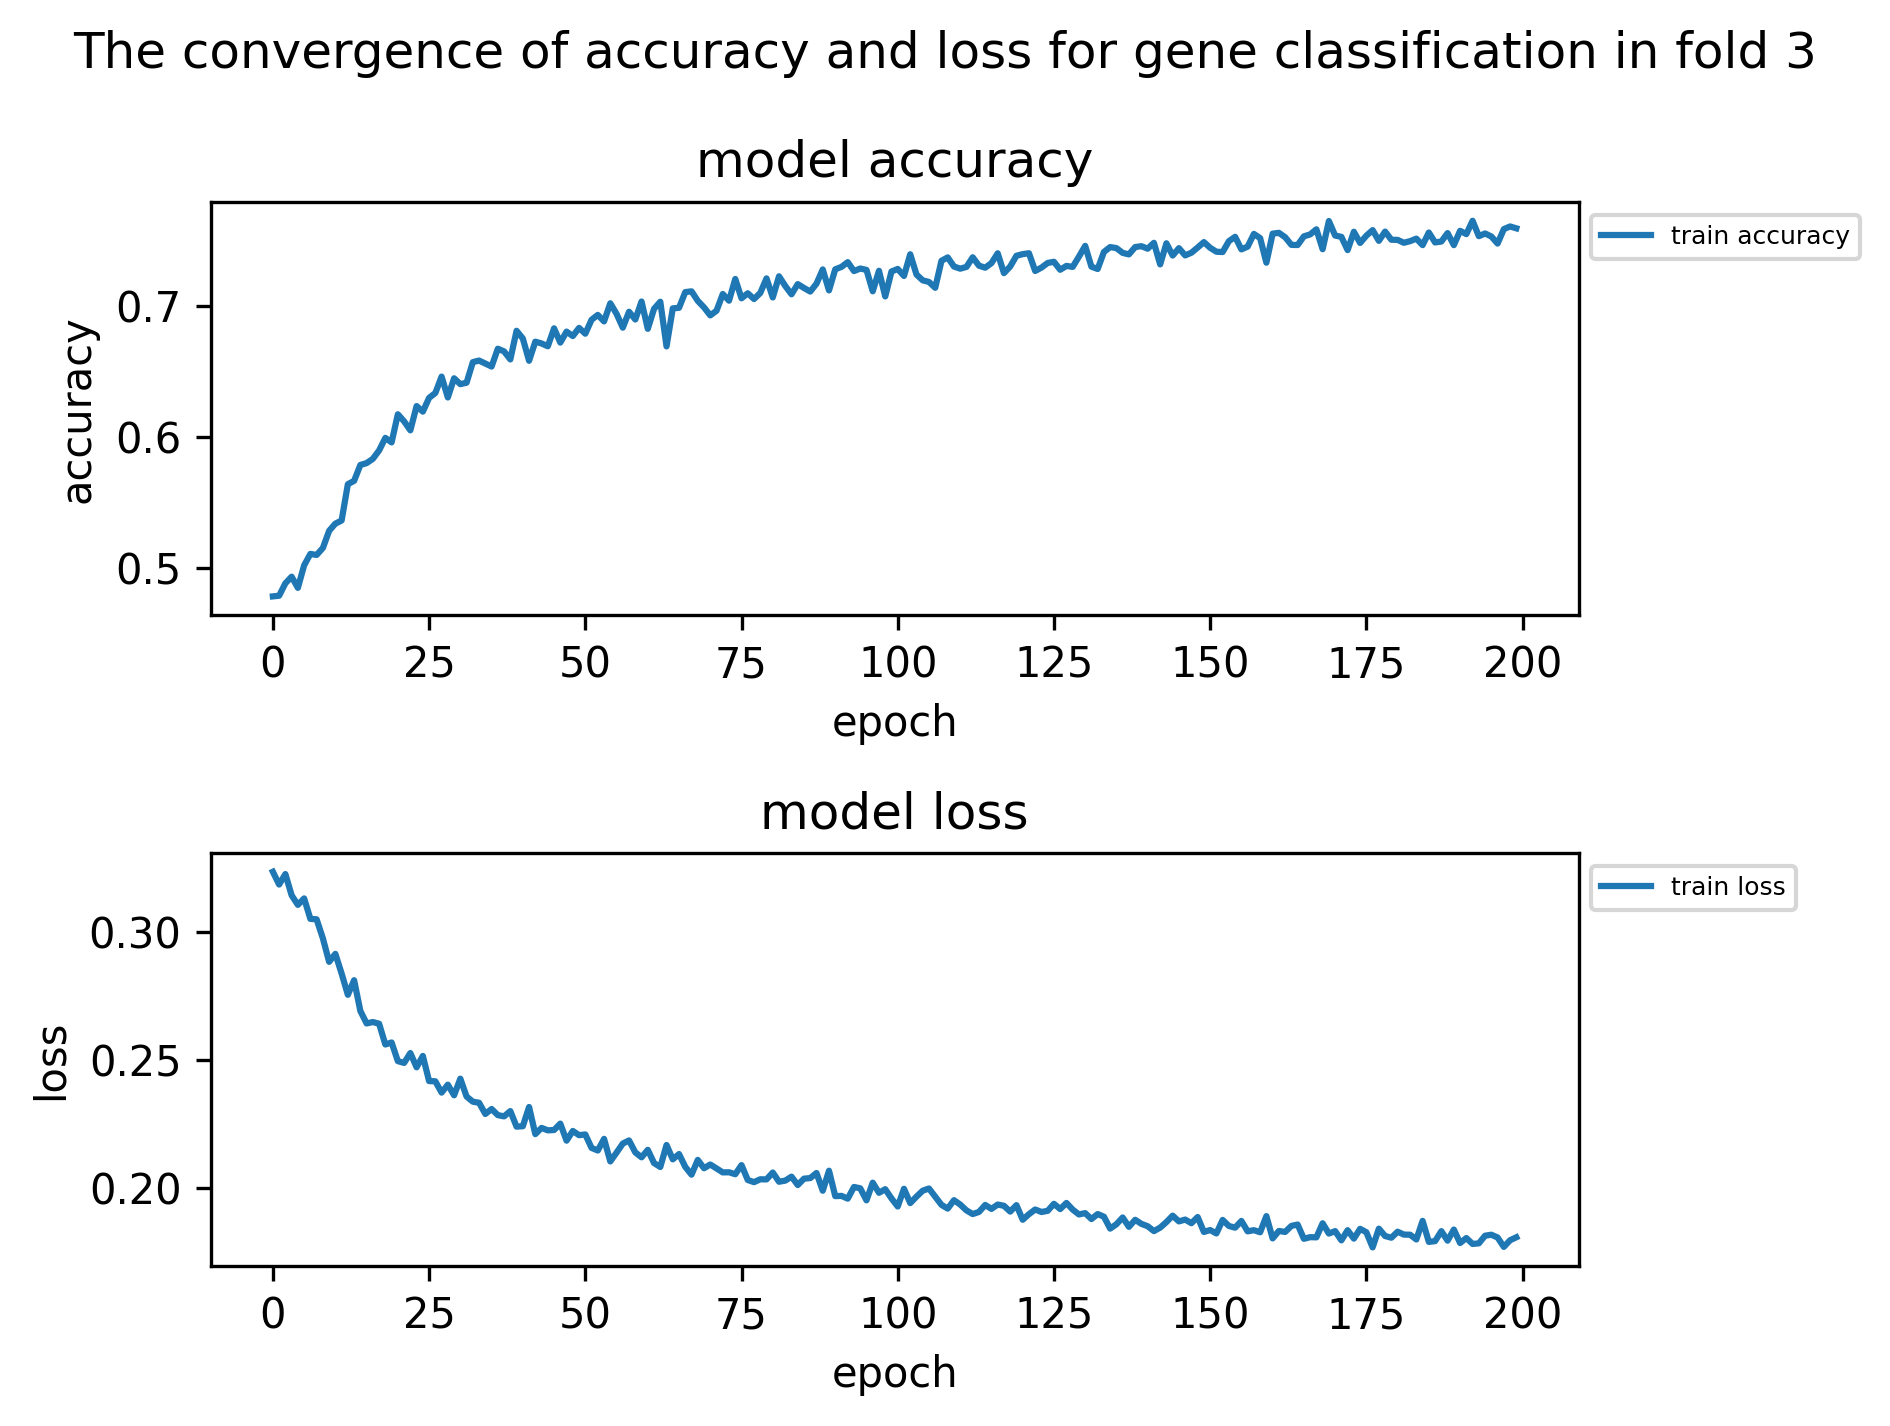 The convergence of accuracy and loss for gene classification in fold 3
model accuracy
train accuracy
accuracy
0.7
0.6
0.5
0 25 50 75 100 125 150 175 200
epoch
model loss
train loss
loss
0.30
0.25
0.20
0 25 50 75 100 125 150 175 200
epoch